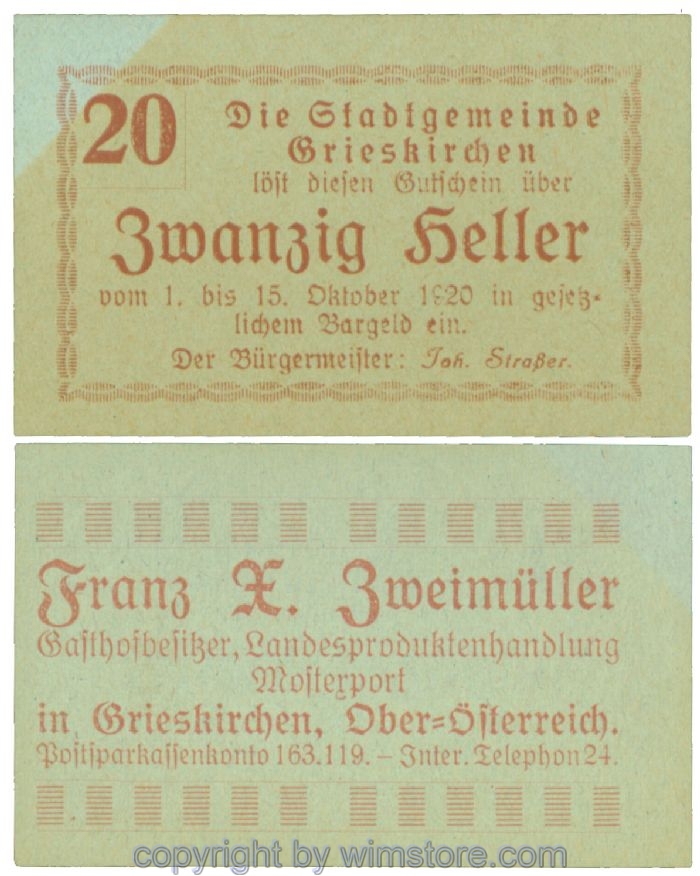 20
Die Stadtgemeinde
Grieskirchen
löst diesen Gutschein über
Zwanzig Heller
vom 1. bis 15. Oktober 1920 in gesetz-
lichem Bargeld ein.
Der Bürgermeister: Joh. Straßer.
Franz X. Zweimüller
Gasthofbesitzer, Landesproduktenhandlung
Mosterport
in Grieskirchen, Ober-Österreich.
Postsparkassenkonto 163.119. – Inter. Telephon 24.
copyright by wimstore.com